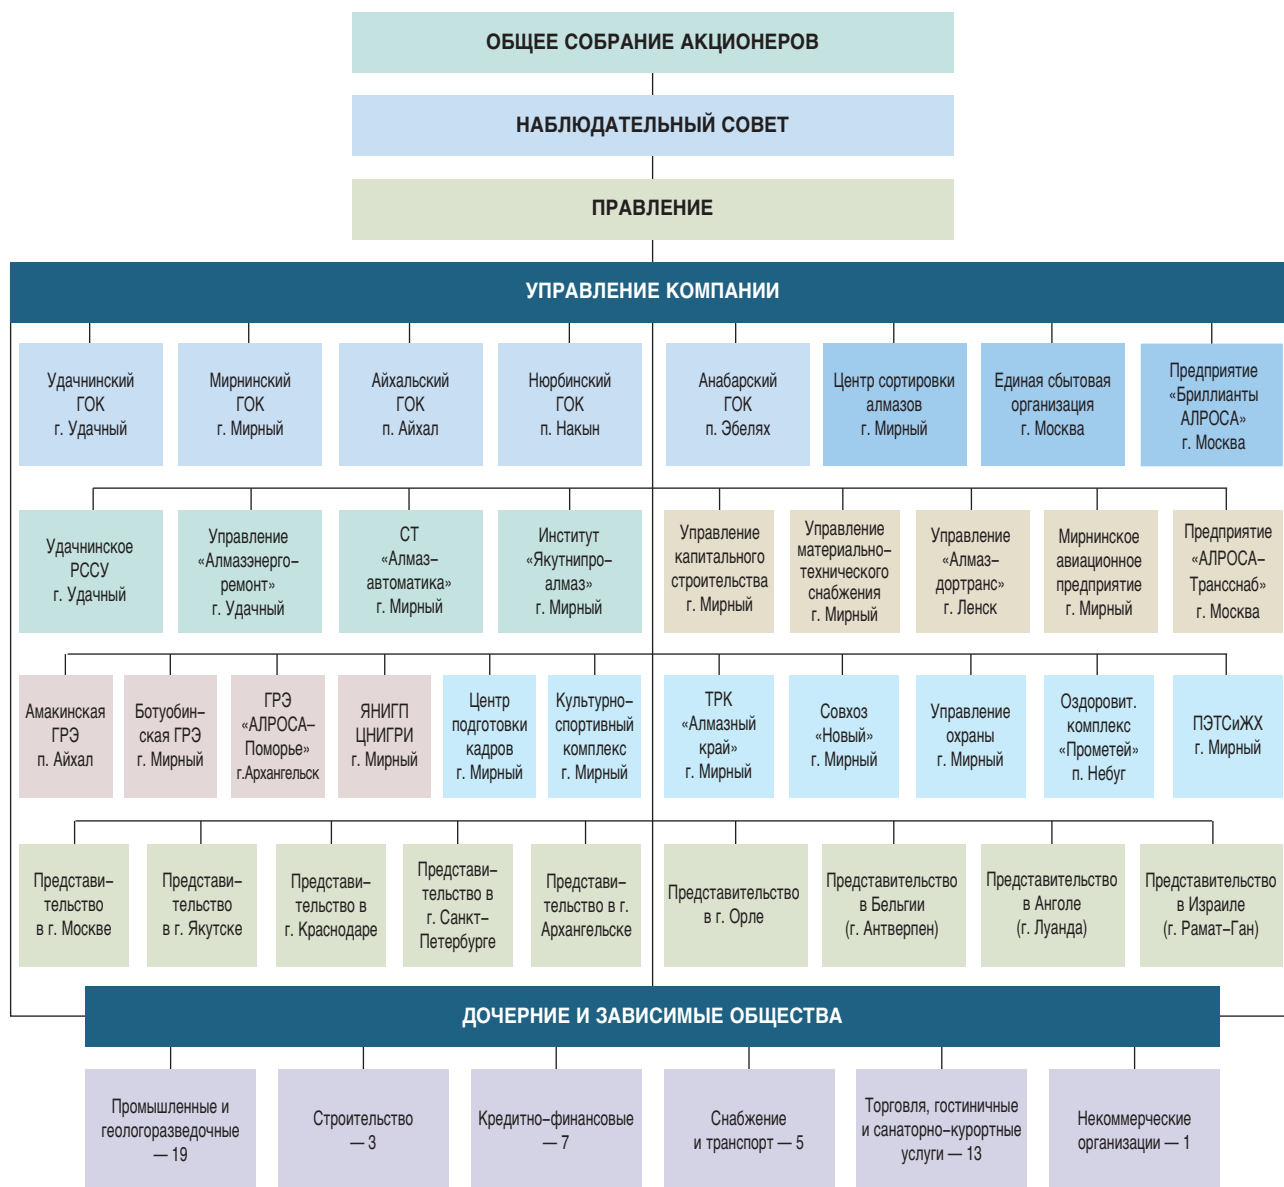 ОБЩЕЕ СОБРАНИЕ АКЦИОНЕРОВ
НАБЛЮДАТЕЛЬНЫЙ СОВЕТ
ПРАВЛЕНИЕ
УПРАВЛЕНИЕ КОМПАНИИ
Удачнинский
ГОК
г. Удачный
Мирнинский
ГОК
г. Мирный
Айхальский
ГОК
п. Айхал
Нюрбинский
ГОК
п. Накын
Анабарский
ГОК
п. Эбелях
Центр сортировки
алмазов
г. Мирный
Единая сбытовая
организация
г. Москва
Предприятие
«Бриллианты
АЛРОСА»
г. Москва
Удачнинское
РССУ
г. Удачный
Управление
«Алмазэнерго–
ремонт»
г. Удачный
СТ
«Алмаз–
автоматика»
г. Мирный
Институт
«Якутнипро–
алмаз»
г. Мирный
Управление
капитального
строительства
г. Мирный
Управление
материально–
технического
снабжения
г. Мирный
Управление
«Алмаз–
дортранс»
г. Ленск
Мирнинское
авиационное
предприятие
г. Мирный
Предприятие
«АЛРОСА–
Трансснаб»
г. Москва
Амакинская
ГРЭ
п. Айхал
Ботуобин–
ская ГРЭ
г. Мирный
ГРЭ
«АЛРОСА–
Поморье»
г.Архангельск
ЯНИГП
ЦНИГРИ
г. Мирный
Центр
подготовки
кадров
г. Мирный
Культурно–
спортивный
комплекс
г. Мирный
ТРК
«Алмазный
край»
г. Мирный
Совхоз
«Новый»
г. Мирный
Управление
охраны
г. Мирный
Оздоровит.
комплекс
«Прометей»
п. Небуг
ПЭТСиЖХ
г. Мирный
Представи–
тельство
в г. Москве
Представи–
тельство
в г. Якутске
Представи–
тельство в
г. Краснодаре
Представи–
тельство в
г. Санкт–
Петербурге
Представи–
тельство в г.
Архангельске
Представительство
в г. Орле
Представительство
в Бельгии
(г. Антверпен)
Представительство
в Анголе
(г. Луанда)
Представительство
в Израиле
(г. Рамат–Ган)
ДОЧЕРНИЕ И ЗАВИСИМЫЕ ОБЩЕСТВА
Промышленные и
геологоразведочные
— 19
Строительство
— 3
Кредитно–финансовые
— 7
Снабжение
и транспорт — 5
Торговля, гостиничные
и санаторно-курортные
услуги — 13
Некоммерческие
организации — 1